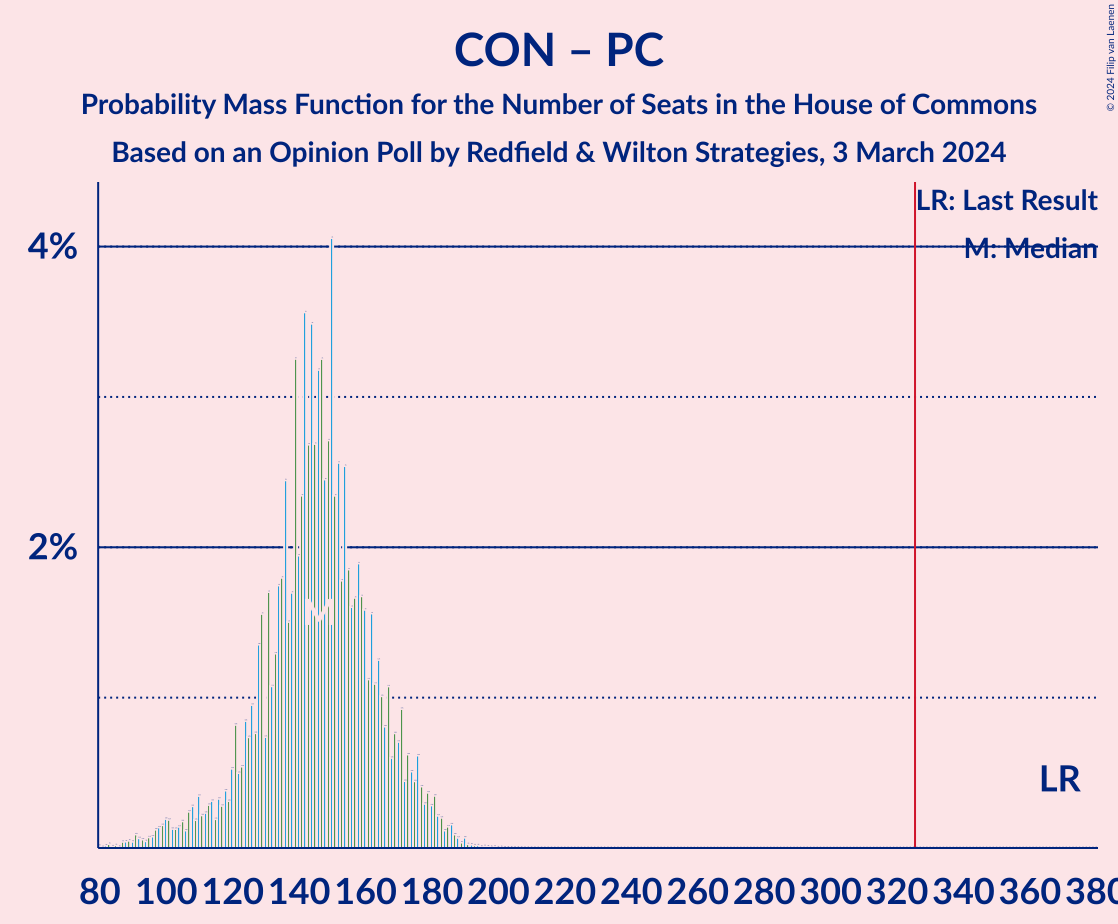 CON – PC
Probability Mass Function for the Number of Seats in the House of Commons
Based on an Opinion Poll by Redfield & Wilton Strategies, 3 March 2024
© 2024 Filip van Laenen
LR: Last Result
M: Median
4%
2%
M
LR
80 100 120 140 160 180 200 220 240 260 280 300 320 340 360 380